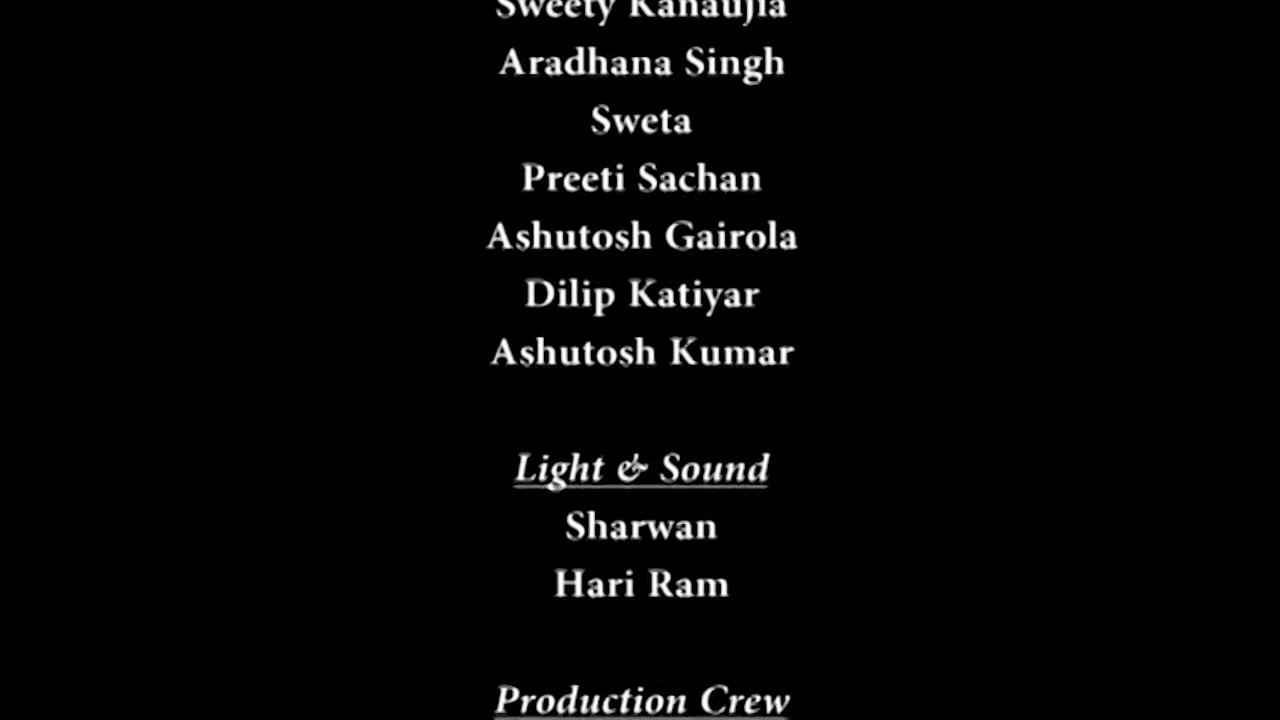 Sweety Kanaujia
Aradhana Singh
Sweta
Preeti Sachan
Ashutosh Gairola
Dilip Katiyar
Ashutosh Kumar
Light & Sound
Sharwan
Hari Ram
Production Crew